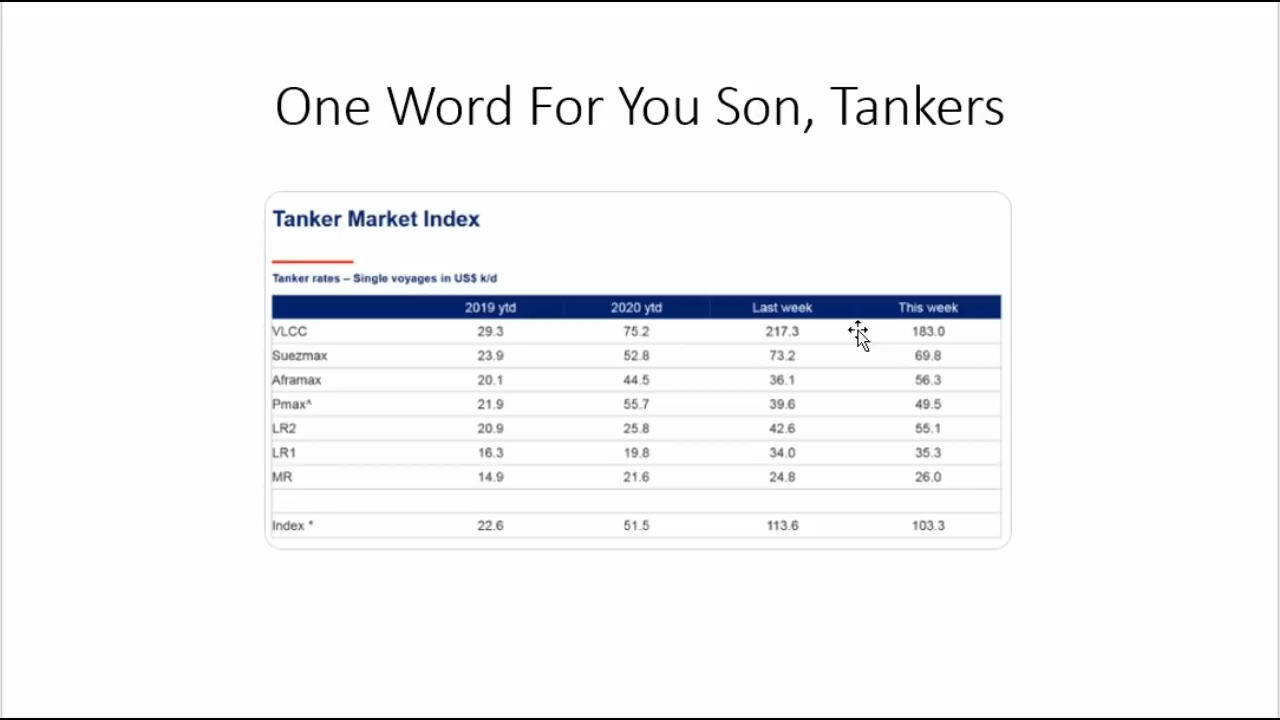 One Word For You Son, Tankers
Tanker Market Index
Tanker rates – Single voyages in US$ k/d
2019 ytd 2020 ytd Last week This week
VLCC 29.3 75.2 217.3 183.0
Suezmax 23.9 52.8 73.2 69.8
Aframax 20.1 44.5 36.1 56.3
Pmax^ 21.9 55.7 39.6 49.5
LR2 20.9 25.8 42.6 55.1
LR1 16.3 19.8 34.0 35.3
MR 14.9 21.6 24.8 26.0
Index * 22.6 51.5 113.6 103.3